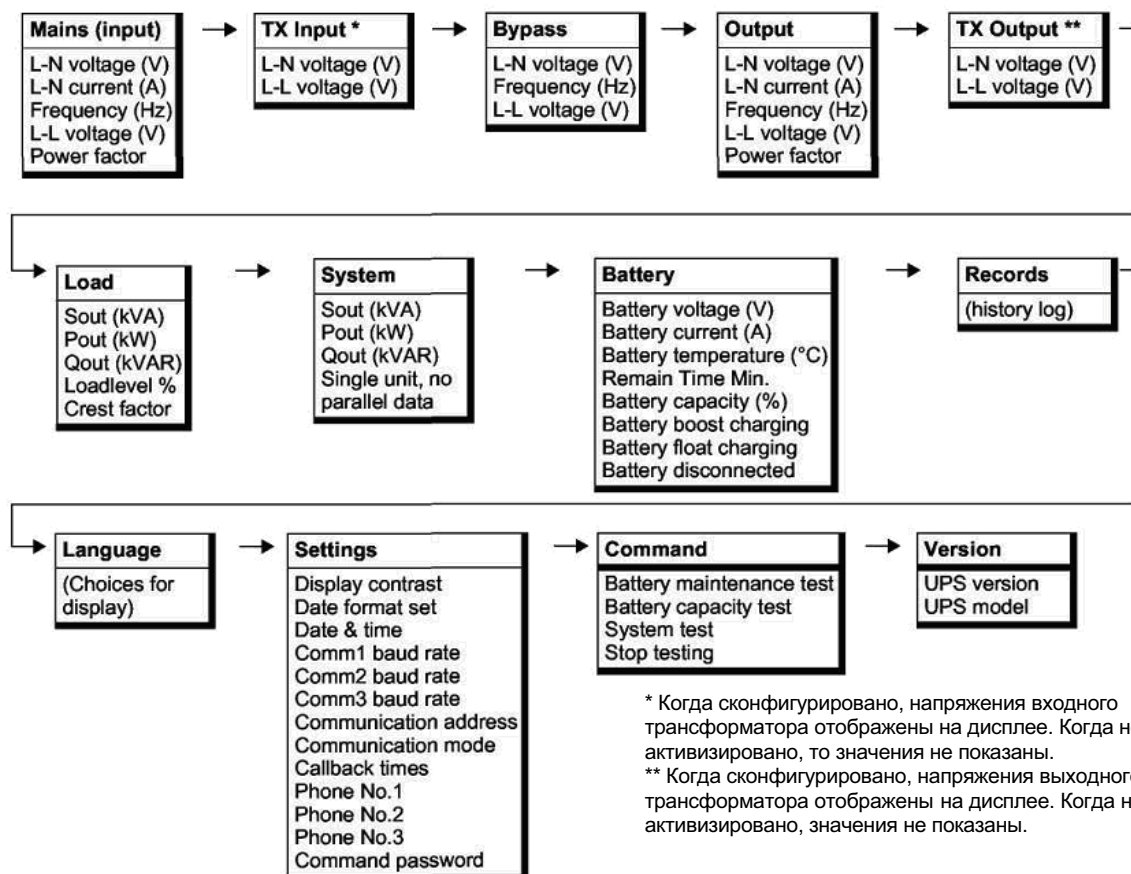 Mains (input)
L-N voltage (V)
L-N current (A)
Frequency (Hz)
L-L voltage (V)
Power factor
TX Input *
L-N voltage (V)
L-L voltage (V)
Bypass
L-N voltage (V)
Frequency (Hz)
L-L voltage (V)
Output
L-N voltage (V)
L-N current (A)
Frequency (Hz)
L-L voltage (V)
Power factor
TX Output **
L-N voltage (V)
L-L voltage (V)
Load
Sout (kVA)
Pout (kW)
Qout (kVAR)
Loadlevel %
Crest factor
System
Sout (kVA)
Pout (kW)
Qout (kVAR)
Single unit, no
parallel data
Battery
Battery voltage (V)
Battery current (A)
Battery temperature (°C)
Remain Time Min.
Battery capacity (%)
Battery boost charging
Battery float charging
Battery disconnected
Records
(history log)
Language
(Choices for
display)
Settings
Display contrast
Date format set
Date & time
Comm1 baud rate
Comm2 baud rate
Comm3 baud rate
Communication address
Communication mode
Callback times
Phone No.1
Phone No.2
Phone No.3
Command password
Command
Battery maintenance test
Battery capacity test
System test
Stop testing
Version
UPS version
UPS model
* Когда сконфигурировано, напряжения входного
трансформатора отображены на дисплее. Когда н
активизировано, то значения не показаны.
** Когда сконфигурировано, напряжения выходног
трансформатора отображены на дисплее. Когда н
активизировано, значения не показаны.